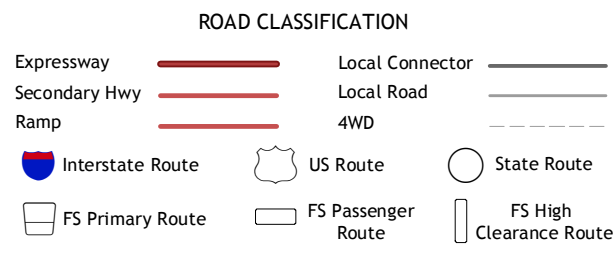 ROAD CLASSIFICATION
Expressway
Local Connector
Secondary Hwy
Local Road
Ramp
4WD
Interstate Route
US Route
State Route
FS Primary Route
FS Passenger
Route
FS High
Clearance Route